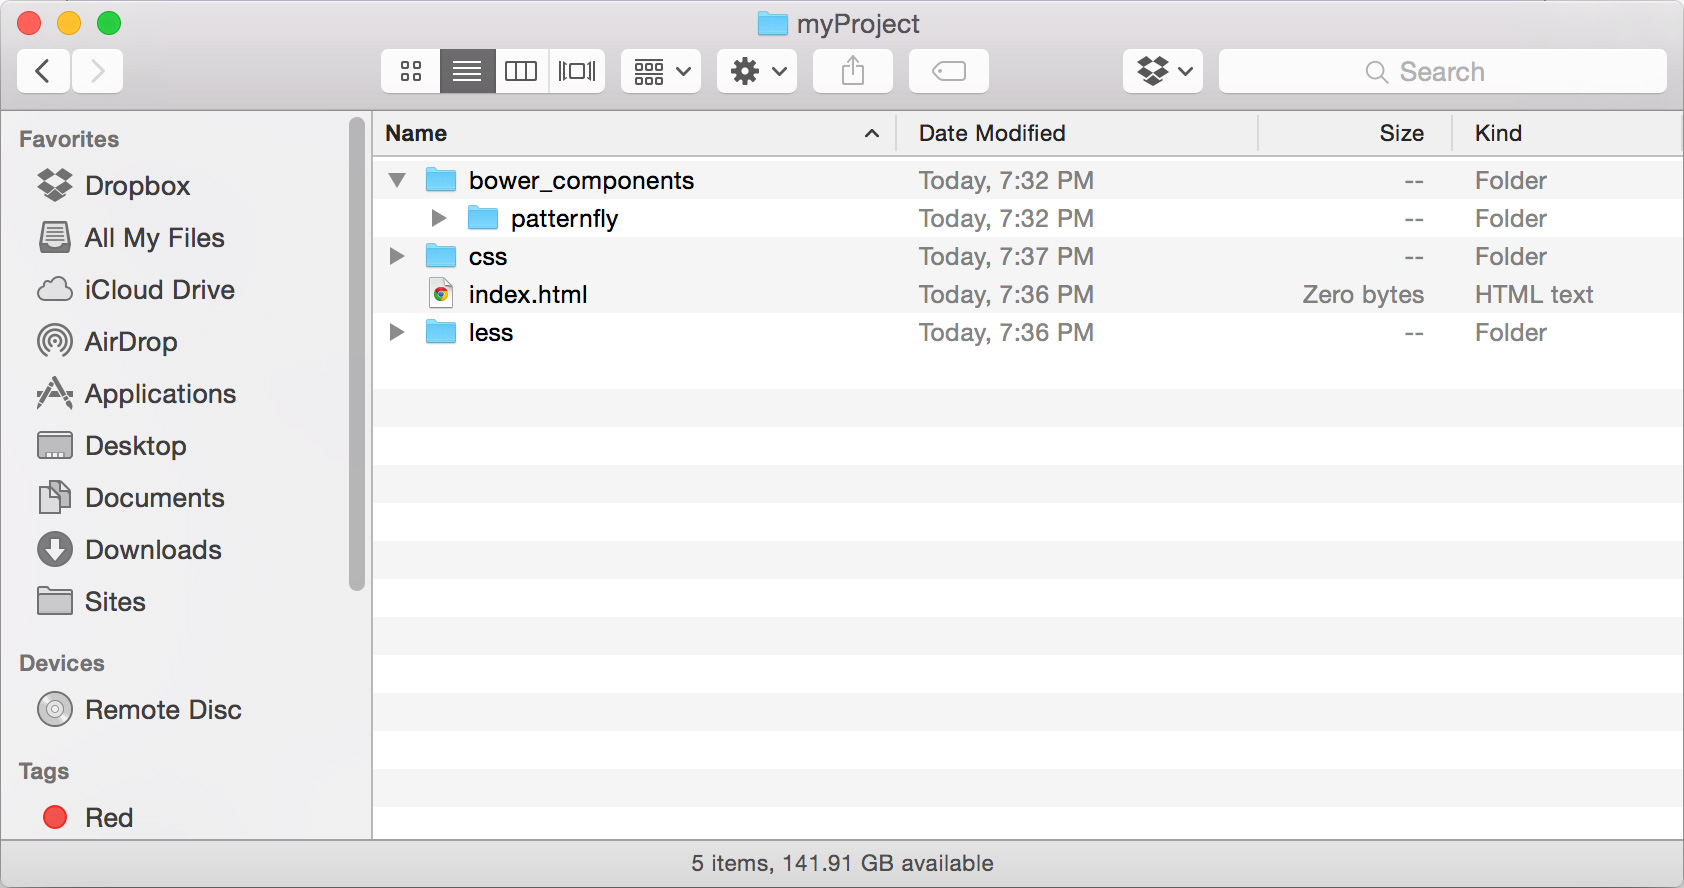 myProject
Search
Favorites
Dropbox
All My Files
iCloud Drive
AirDrop
Applications
Desktop
Documents
Downloads
Sites
Devices
Remote Disc
Tags
Red
Name Date Modified Size Kind
bower_components Today, 7:32 PM -- Folder
patternfly Today, 7:32 PM -- Folder
css Today, 7:37 PM -- Folder
index.html Today, 7:36 PM Zero bytes HTML text
less Today, 7:36 PM -- Folder
5 items, 141.91 GB available